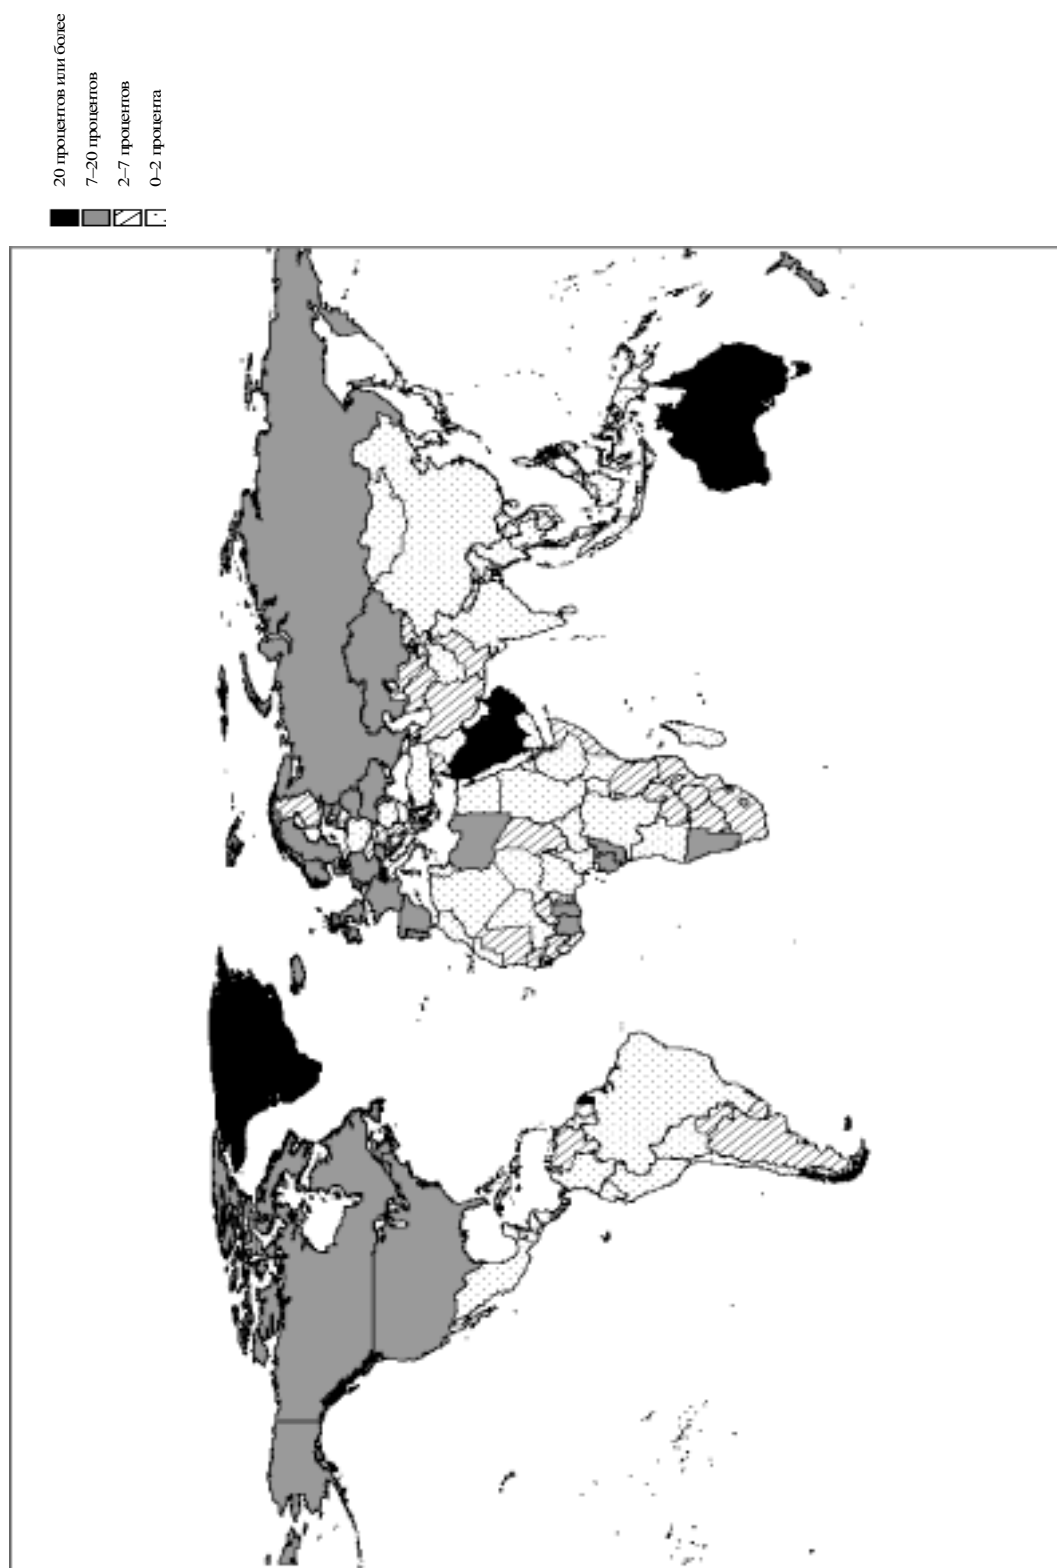 20 процентов или более
7–20 процентов
2–7 процентов
0–2 процента